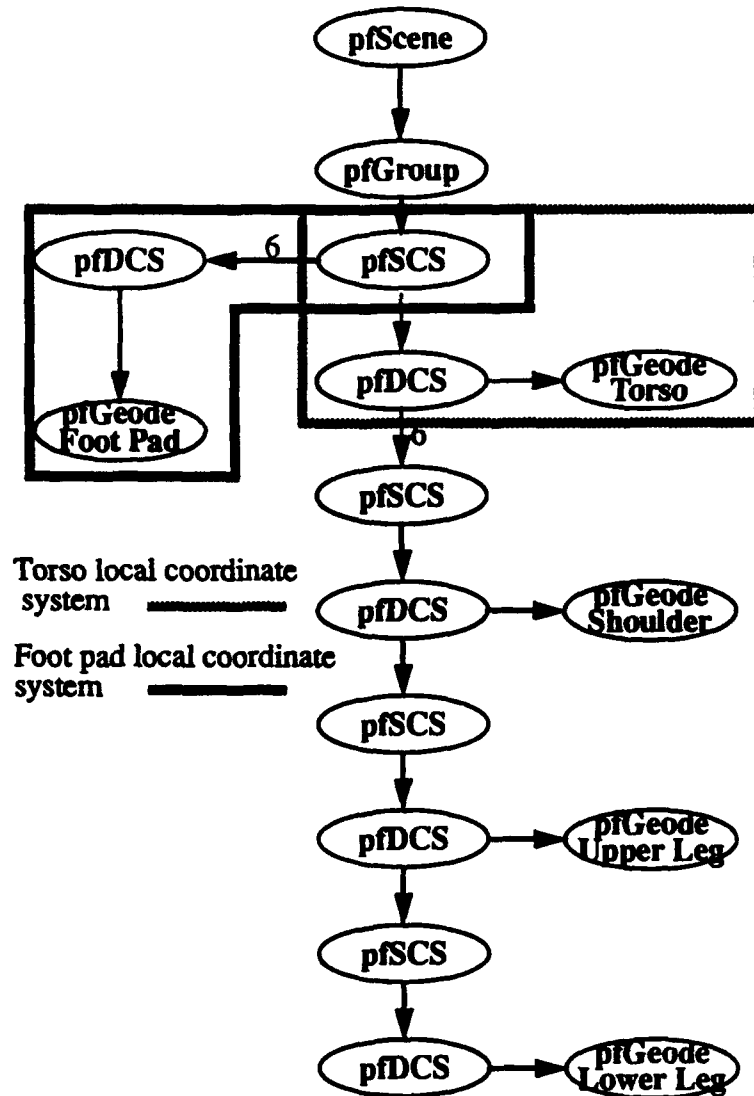 pfScene
pfGroup
pfDCS
6
pfSCS
pfDCS
pfGeode
Torso
pfGeode
Foot Pad
6
pfSCS
Torso local coordinate
system
pfDCS
pfGeode
Shoulder
Foot pad local coordinate
system
pfSCS
pfDCS
pfGeode
Upper Leg
pfSCS
pfDCS
pfGeode
Lower Leg